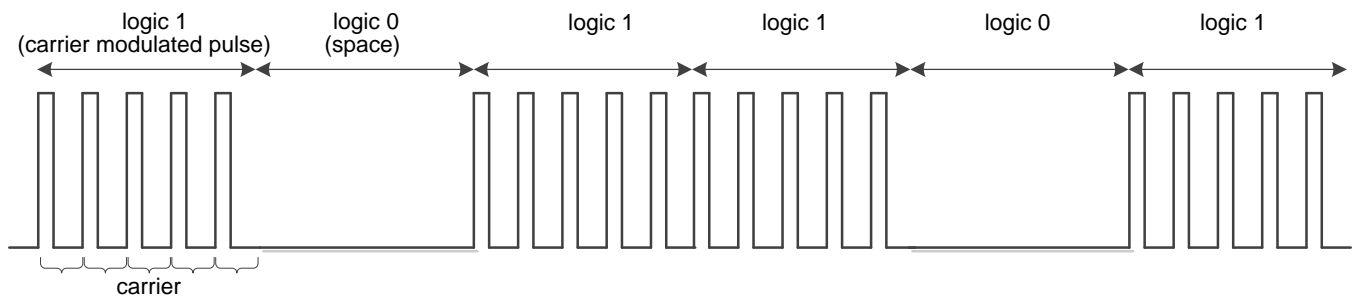 logic 1
(carrier modulated pulse)
logic 0
(space)
logic 1
logic 1
logic 0
logic 1
carrier